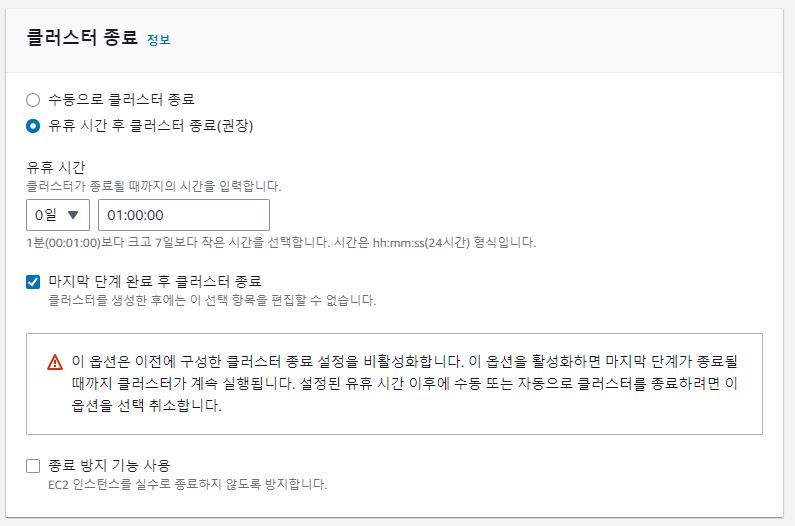 클러스터 종료 정보
수동으로 클러스터 종료
유휴 시간 후 클러스터 종료(권장)
유휴 시간
클러스터가 종료될 때까지의 시간을 입력합니다.
0일 01:00:00
1분(00:01:00)보다 크고 7일보다 작은 시간을 선택합니다. 시간은 hh:mm:ss(24시간) 형식입니다.
마지막 단계 완료 후 클러스터 종료
클러스터를 생성한 후에는 이 선택 항목을 편집할 수 없습니다.
이 옵션은 이전에 구성한 클러스터 종료 설정을 비활성화합니다. 이 옵션을 활성화하면 마지막 단계가 종료될
때까지 클러스터가 계속 실행됩니다. 설정된 유휴 시간 이후에 수동 또는 자동으로 클러스터를 종료하려면 이
옵션을 선택 취소합니다.
종료 방지 기능 사용
EC2 인스턴스를 실수로 종료하지 않도록 방지합니다.